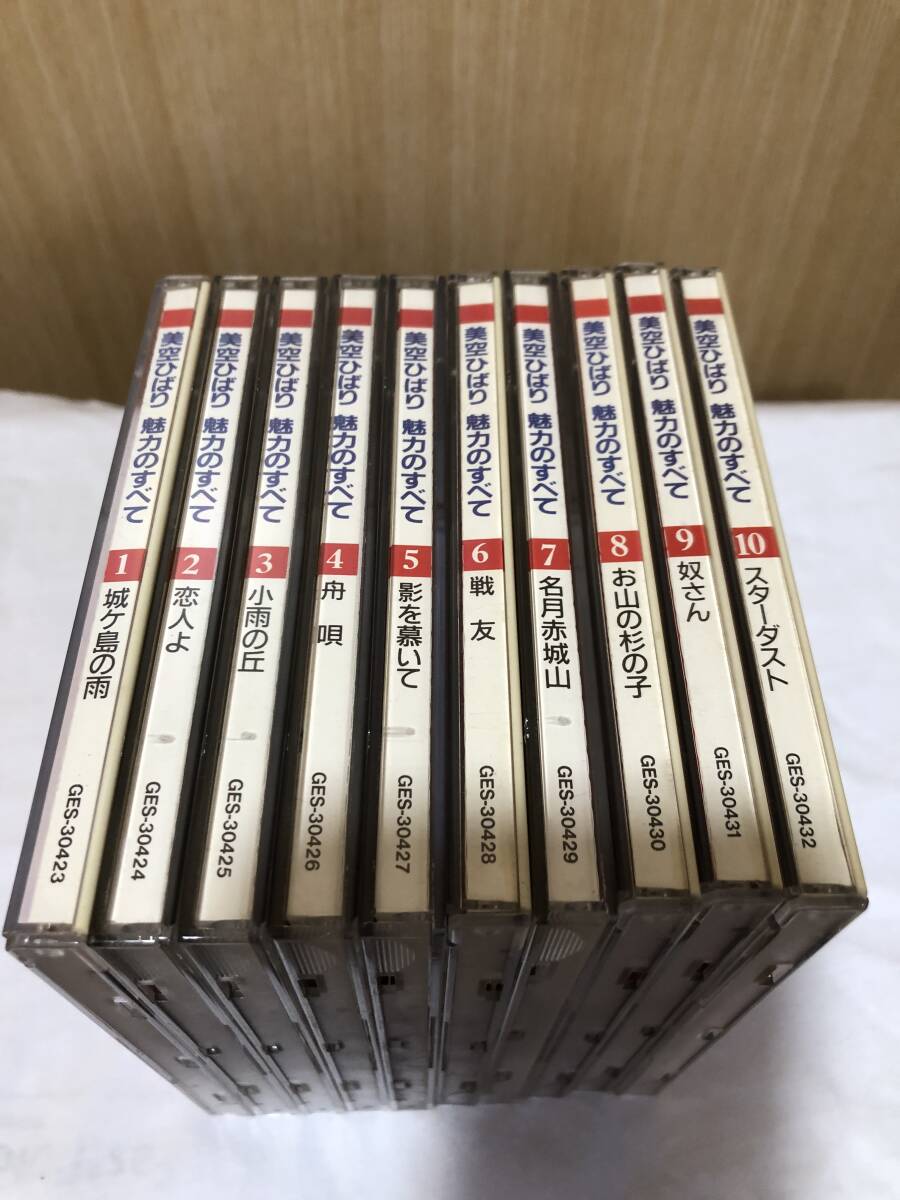 美空ひばり 魅力のすべて 1 城ケ島の雨 GES-30423
美空ひばり 魅力のすべて 2 恋人よ GES-30424
美空ひばり 魅力のすべて 3 小雨の丘 GES-30425
美空ひばり 魅力のすべて 4 舟唄 GES-30426
美空ひばり 魅力のすべて 5 影を慕いて GES-30427
美空ひばり 魅力のすべて 6 戦友 GES-30428
美空ひばり 魅力のすべて 7 名月赤城山 GES-30429
美空ひばり 魅力のすべて 8 お山の杉の子 GES-30430
美空ひばり 魅力のすべて 9 奴さん GES-30431
美空ひばり 魅力のすべて 10 スターダスト GES-30432